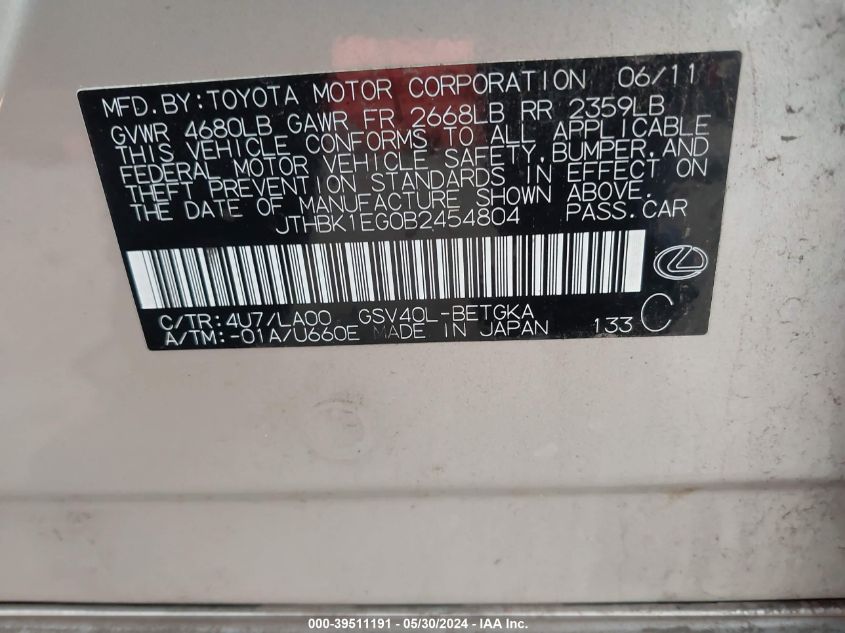 MFD.BY:TOYOTA MOTOR CORPORATION 06/11
GVWR 4680LB GAWR FR 2668LB RR 2359LB
THIS VEHICLE CONFORMS TO ALL APPLICABLE
FEDERAL MOTOR VEHICLE SAFETY,BUMPER,AND
THEFT PREVENTION STANDARDS IN EFFECT ON
THE DATE OF MANUFACTURE SHOWN ABOVE.
JTHBK1EG0B2454804 PASS.CAR
C/TR:4U7/LA00 GSV40L-BETGKA
A/TM:-01A/U660E MADE IN JAPAN 133 C
000-39511191 - 05/30/2024 - IAA Inc.